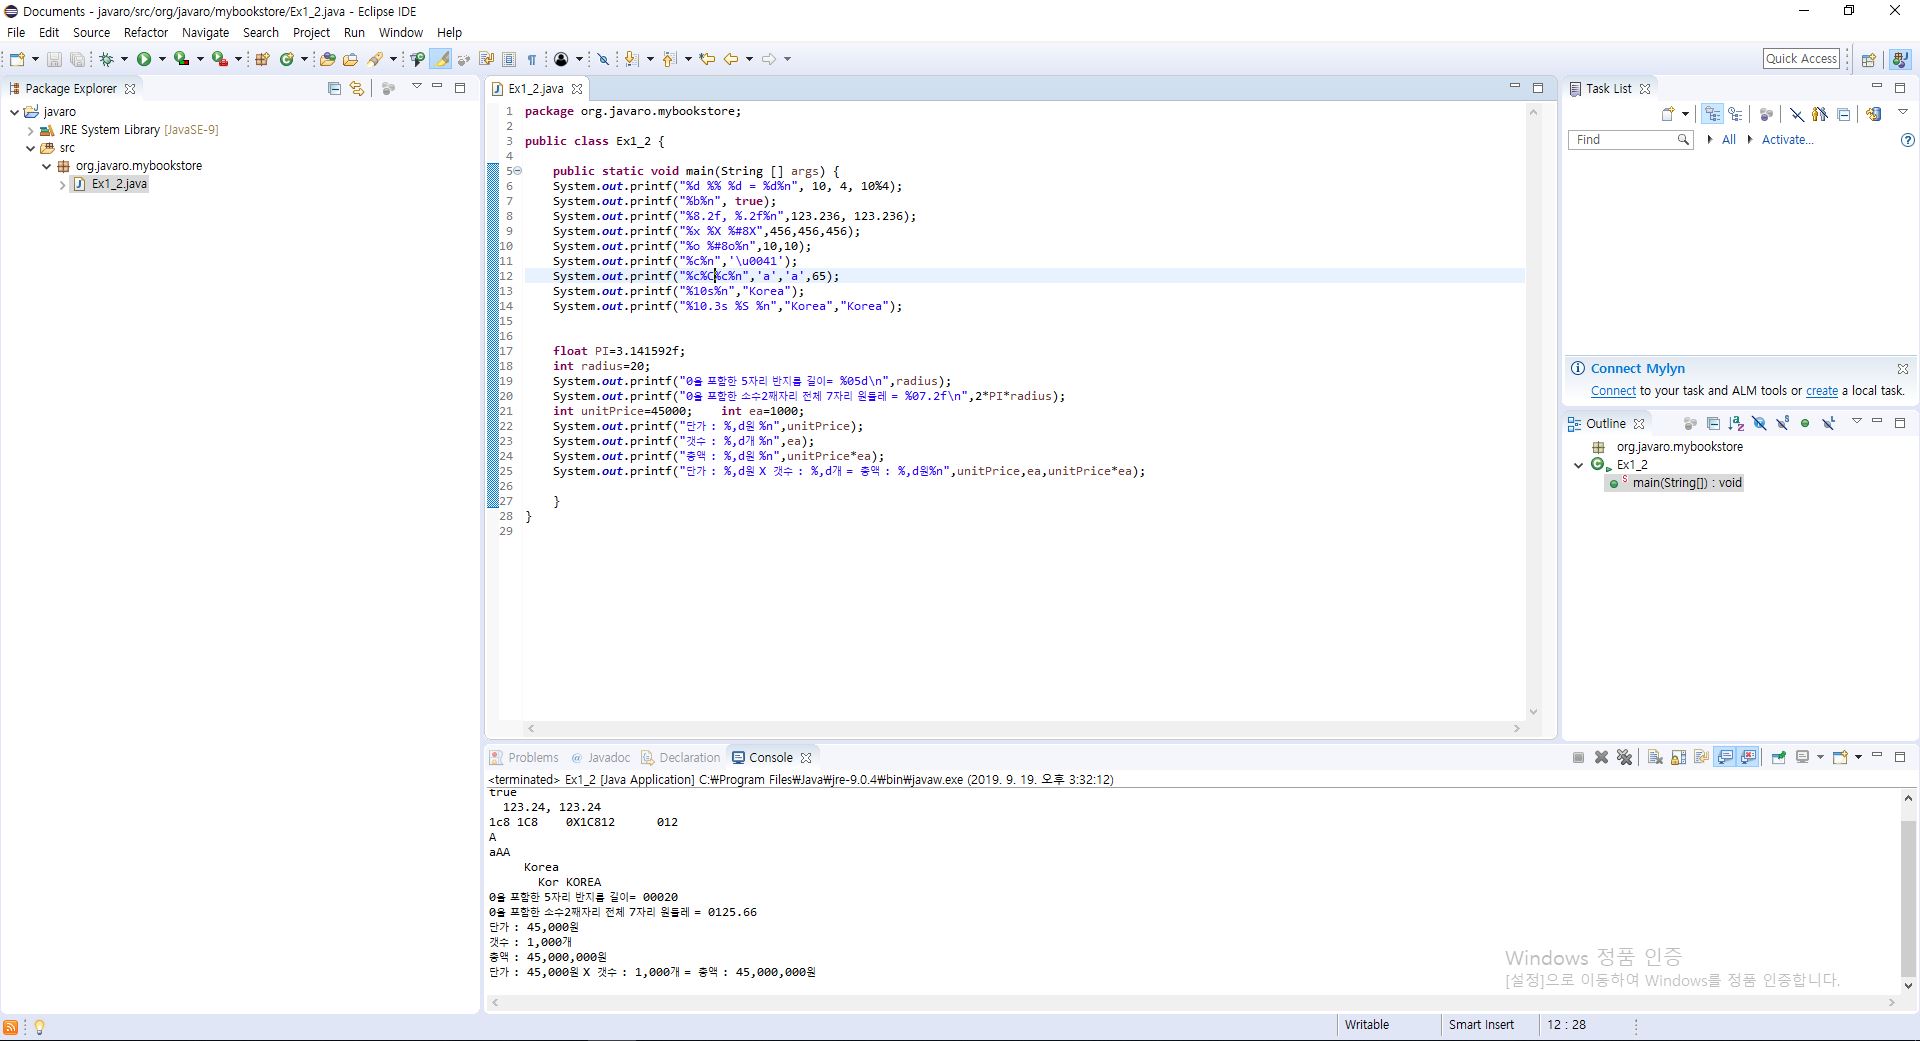 Documents - javaro/src/org/javaro/mybookstore/Ex1_2.java - Eclipse IDE
File Edit Source Refactor Navigate Search Project Run Window Help
Quick Access
Package Explorer
javaro
JRE System Library [JavaSE-9]
src
org.javaro.mybookstore
Ex1_2.java
Ex1_2.java
1 package org.javaro.mybookstore;
2
3 public class Ex1_2 {
4
5 public static void main(String [] args) {
6 System.out.printf("%d %% %d = %d%n", 10, 4, 10%4);
7 System.out.printf("%b%n", true);
8 System.out.printf("%8.2f, %.2f%n",123.236, 123.236);
9 System.out.printf("%x %X %#8X",456,456,456);
10 System.out.printf("%o %#8o%n",10,10);
11 System.out.printf("%c%n",'\u0041');
12 System.out.printf("%c%C%c%n",'a','a',65);
13 System.out.printf("%10s%n","Korea");
14 System.out.printf("%10.3s %S %n","Korea","Korea");
15
16
17 float PI=3.141592f;
18 int radius=20;
19 System.out.printf("0을 포함한 5자리 반지름 길이= %05d\n",radius);
20 System.out.printf("0을 포함한 소수2째자리 전체 7자리 원둘레 = %07.2f\n",2*PI*radius);
21 int unitPrice=45000; int ea=1000;
22 System.out.printf("단가 : %,d원 %n",unitPrice);
23 System.out.printf("갯수 : %,d개 %n",ea);
24 System.out.printf("총액 : %,d원 %n",unitPrice*ea);
25 System.out.printf("단가 : %,d원 X 갯수 : %,d개 = 총액 : %,d원%n",unitPrice,ea,unitPrice*ea);
26
27 }
28 }
29
Task List
Find
All
Activate...
Connect Mylyn
Connect to your task and ALM tools or create a local task.
Outline
org.javaro.mybookstore
Ex1_2
main(String[]) : void
Problems Javadoc Declaration Console
<terminated> Ex1_2 [Java Application] C:₩Program Files₩Java₩jre-9.0.4₩bin₩javaw.exe (2019. 9. 19. 오후 3:32:12)
true
123.24, 123.24
1c8 1C8 0X1C812 012
A
aAA
Korea
Kor KOREA
0을 포함한 5자리 반지름 길이= 00020
0을 포함한 소수2째자리 전체 7자리 원둘레 = 0125.66
단가 : 45,000원
갯수 : 1,000개
총액 : 45,000,000원
단가 : 45,000원 X 갯수 : 1,000개 = 총액 : 45,000,000원
Windows 정품 인증
[설정]으로 이동하여 Windows를 정품 인증합니다.
Writable Smart Insert 12 : 28